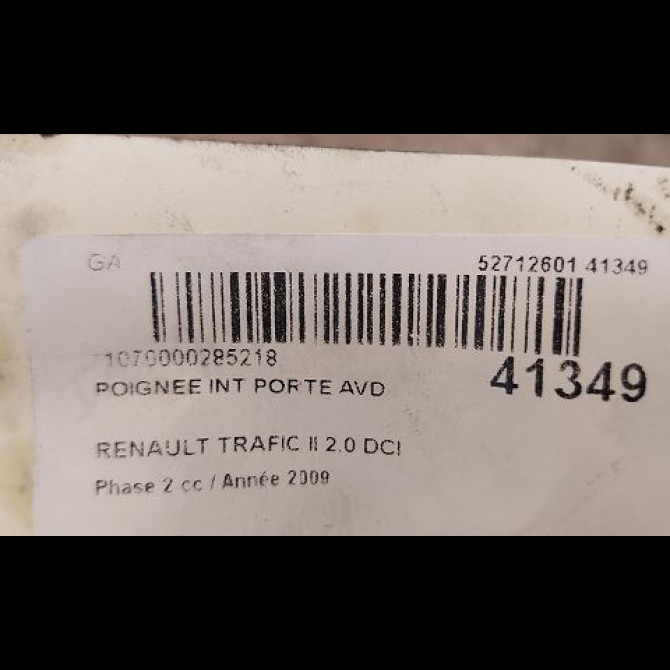 GA 52712601 41349
1070000285218
41349
POIGNEE INT PORTE AVD
RENAULT TRAFIC II 2.0 DCI
Phase 2 cc / Année 2009